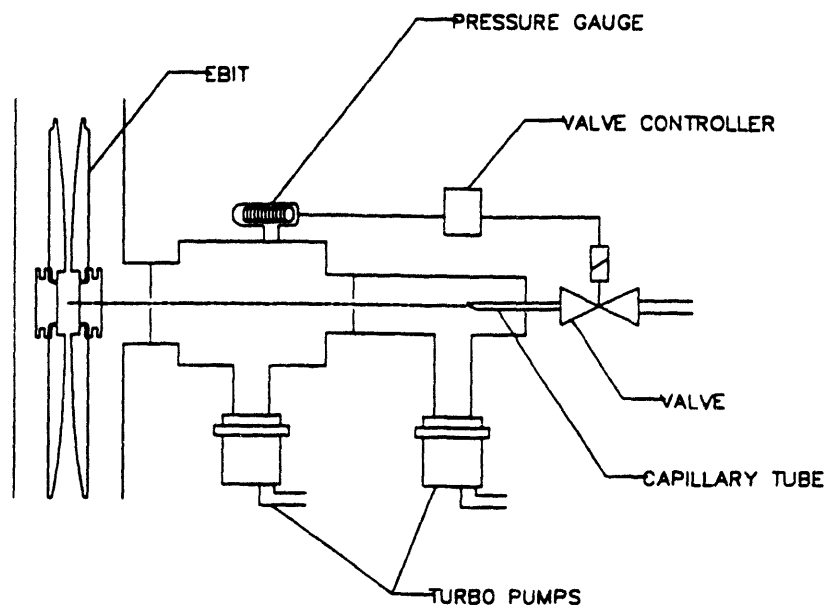 PRESSURE GAUGE
EBIT
VALVE CONTROLLER
VALVE
CAPILLARY TUBE
TURBO PUMPS